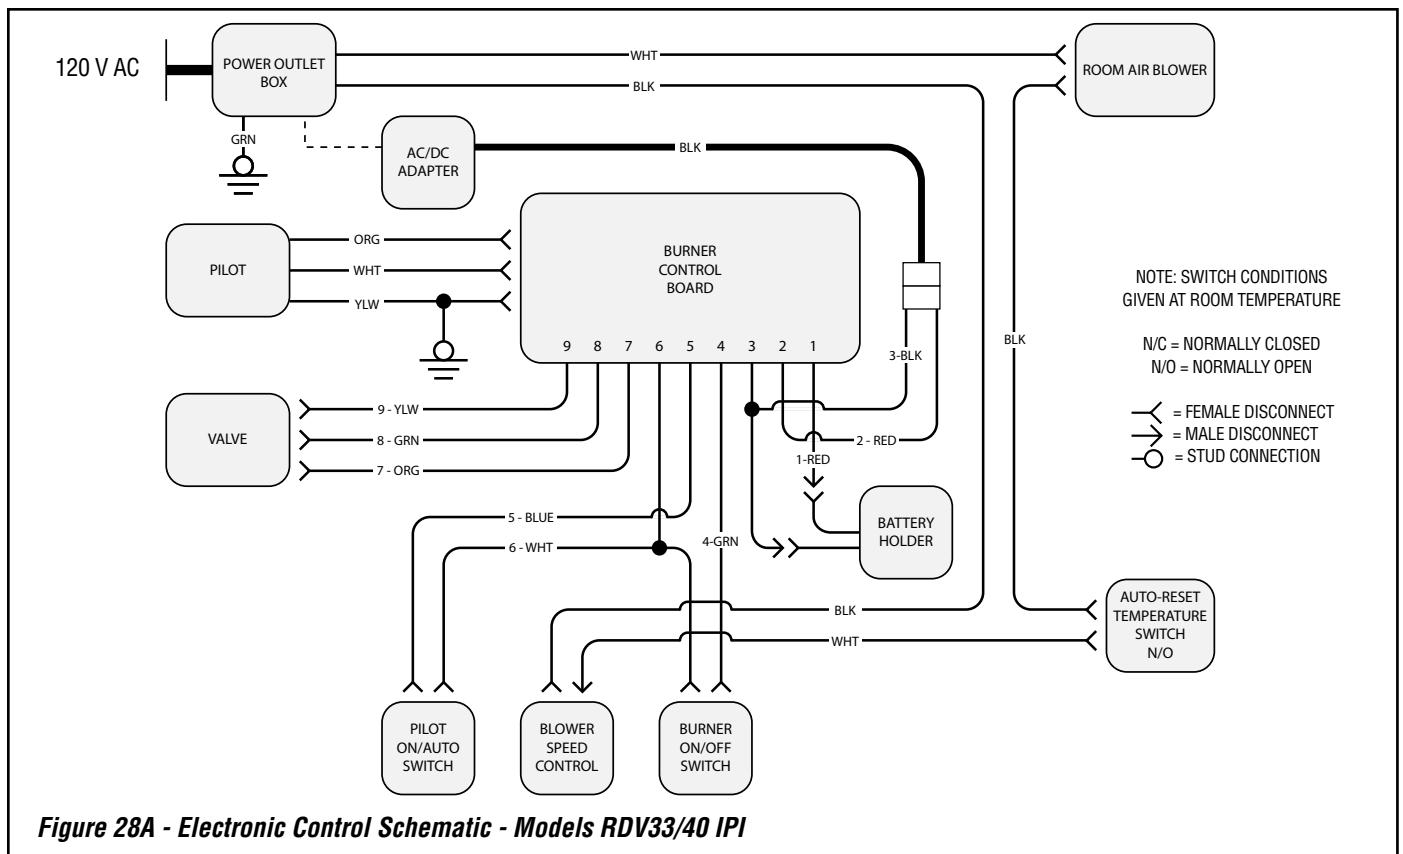 120 V AC
POWER OUTLET
BOX
WHT
BLK
ROOM AIR BLOWER
GRN
AC/DC
ADAPTER
BLK
PILOT
ORG
WHT
YLW
BURNER
CONTROL
BOARD
9 8 7 6 5 4 3 2 1
NOTE: SWITCH CONDITIONS
GIVEN AT ROOM TEMPERATURE
N/C = NORMALLY CLOSED
N/O = NORMALLY OPEN
= FEMALE DISCONNECT
= MALE DISCONNECT
= STUD CONNECTION
BLK
3-BLK
VALVE
9 - YLW
8 - GRN
7 - ORG
2 - RED
1-RED
BATTERY
HOLDER
5 - BLUE
6 - WHT
4-GRN
BLK
WHT
AUTO-RESET
TEMPERATURE
SWITCH
N/O
PILOT
ON/AUTO
SWITCH
BLOWER
SPEED
CONTROL
BURNER
ON/OFF
SWITCH
Figure 28A - Electronic Control Schematic - Models RDV33/40 IPI